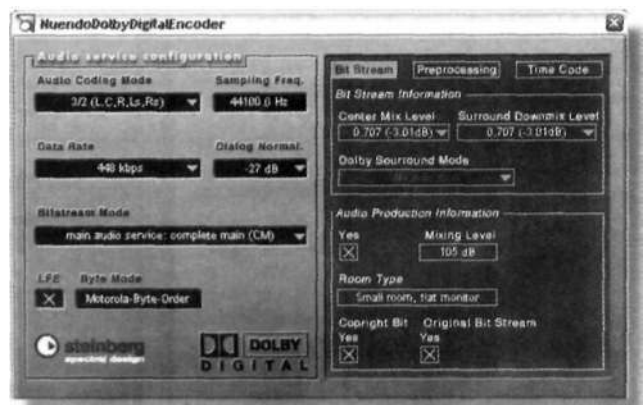 NuendoDolbyDigitalEncoder
Audio service configuration
Audio Coding Mode
Sampling Freq.
3/2 (L,C,R,Ls,Rs)
44100.0 Hz
Data Rate
Dialog Normal.
448 kbps
-27 dB
Bitstream Mode
main audio service: complete main (CM)
LFE
Byte Mode
Motorola-Byte-Order
steinberg
spectral design
DOLBY
DIGITAL
Bit Stream
Preprocessing
Time Code
Bit Stream Information
Center Mix Level
Surround Downmix Level
0,707 (-3.01dB)
0,707 (-3.01dB)
Dolby Sourround Mode
Audio Production Information
Yes
Mixing Level
105 dB
Room Type
Small room, flat monitor
Copright Bit
Original Bit Stream
Yes
Yes